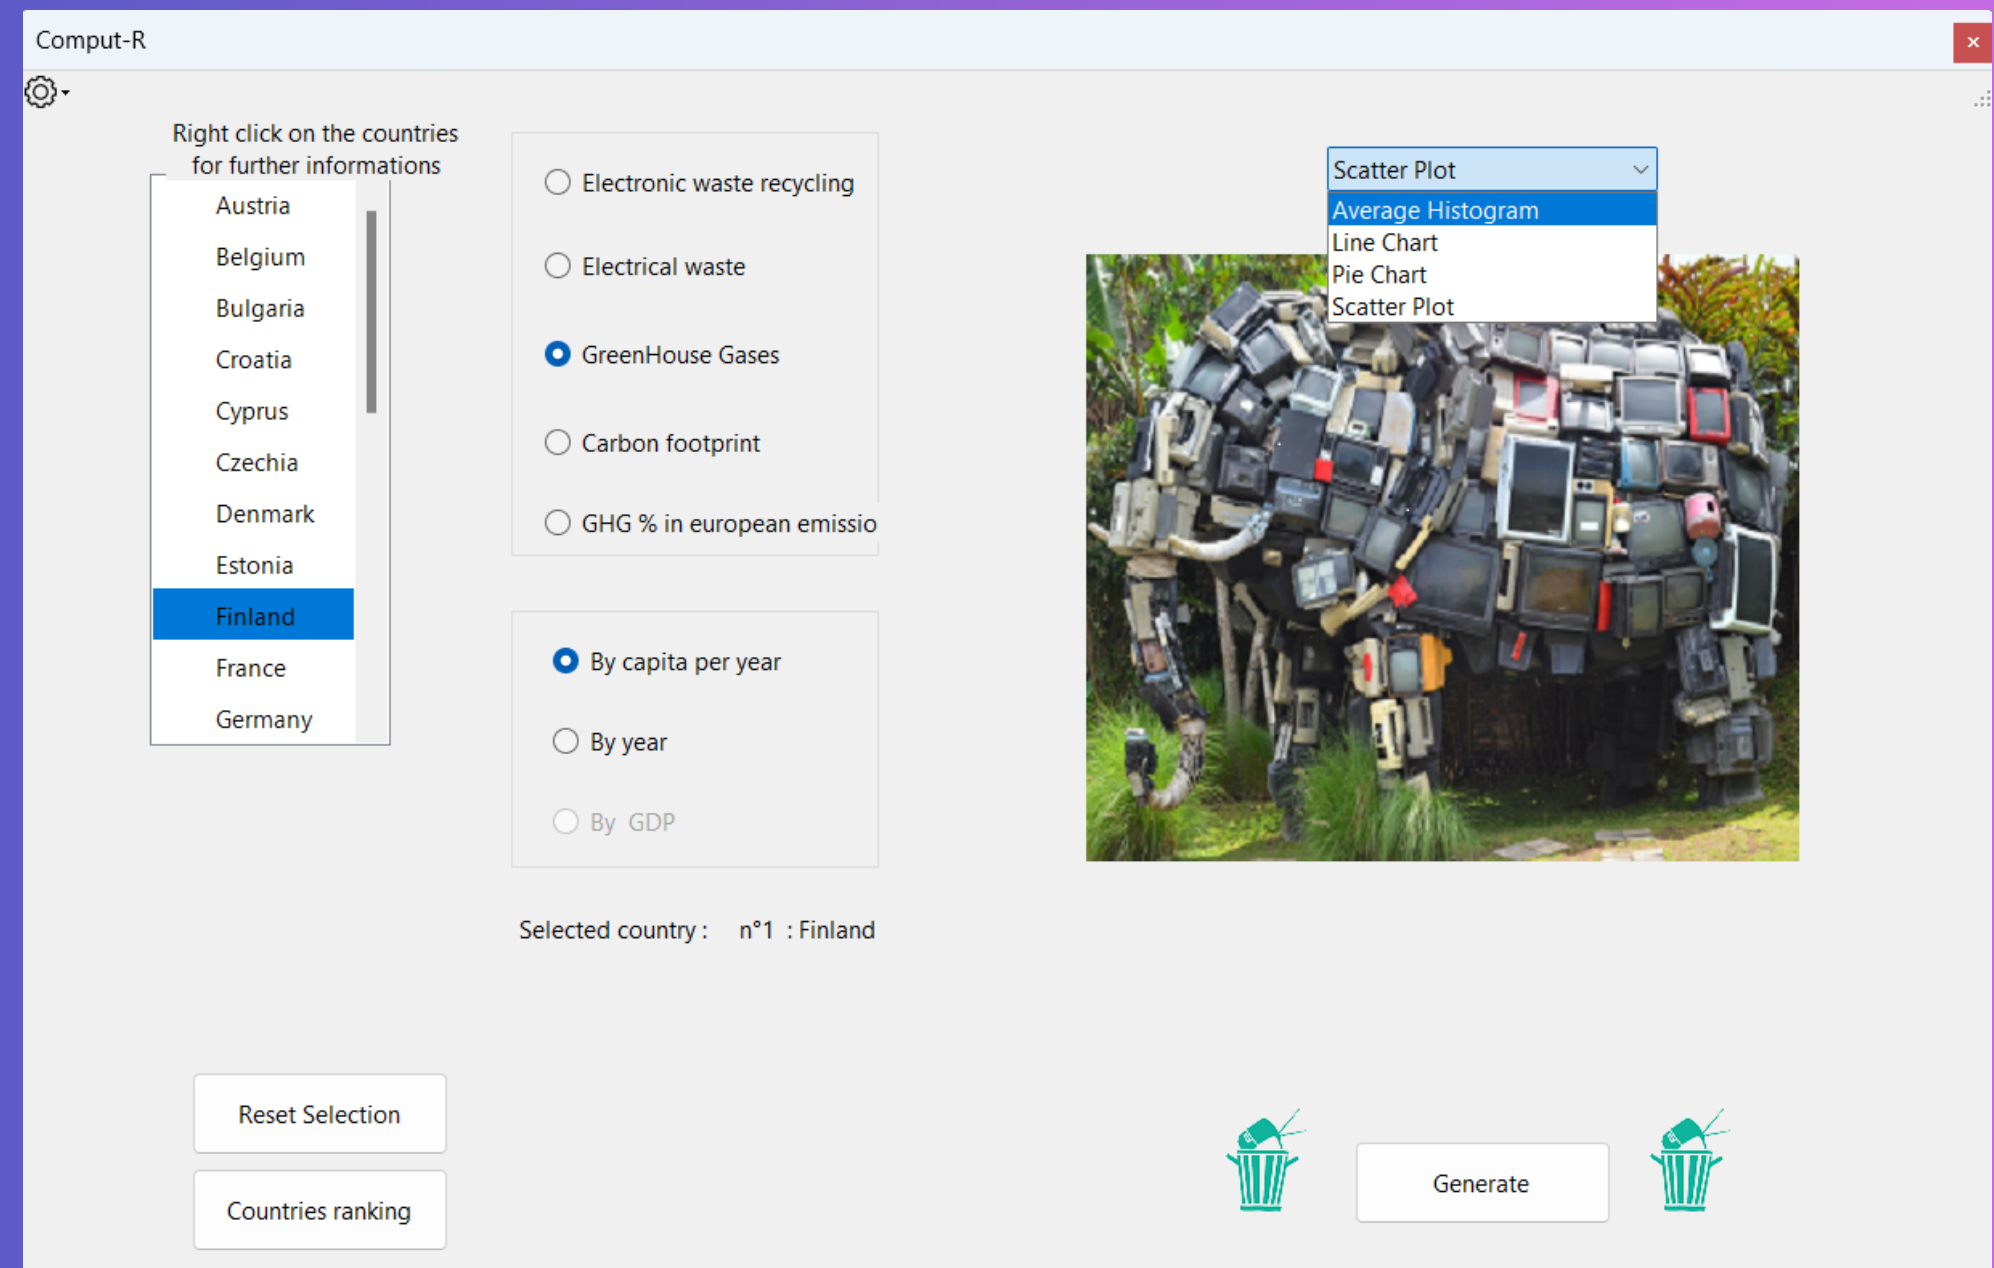 Comput-R
Right click on the countries
for further informations
Austria
Belgium
Bulgaria
Croatia
Cyprus
Czechia
Denmark
Estonia
Finland
France
Germany
Electronic waste recycling
Electrical waste
GreenHouse Gases
Carbon footprint
GHG % in european emissio
By capita per year
By year
By GDP
Selected country : n°1 : Finland
Scatter Plot
Average Histogram
Line Chart
Pie Chart
Scatter Plot
Reset Selection
Countries ranking
Generate